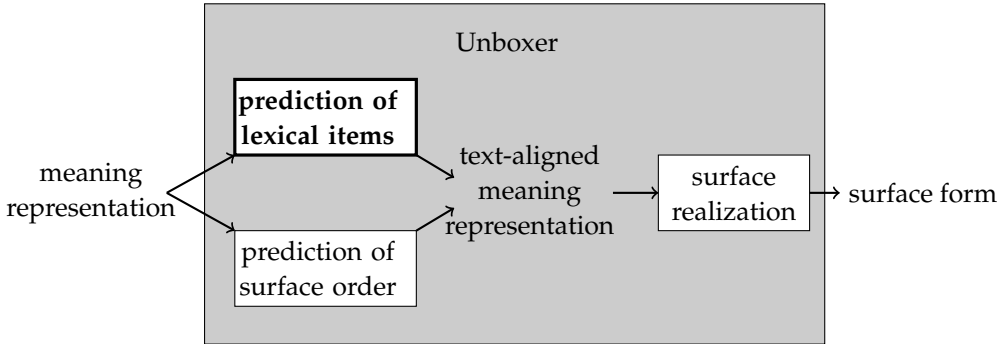 Unboxer
prediction of
lexical items
meaning
representation
text-aligned
meaning
representation
surface
realization
surface form
prediction of
surface order